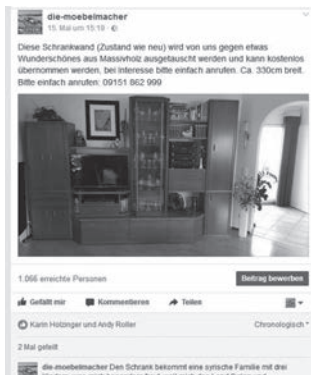 die-moebelmacher
15. Mai um 15:18 ·
Diese Schrankwand (Zustand wie neu) wird von uns gegen etwas
Wunderschönes aus Massivholz ausgetauscht werden und kann kostenlos
übernommen werden, bei Interesse bitte einfach anrufen. Ca. 330cm breit.
Bitte einfach anrufen: 09151 862 999
1.066 erreichte Personen
Beitrag bewerben
Gefällt mir Kommentieren Teilen
Karin Holzinger und Andy Roller
Chronologisch
2 Mal geteilt
die-moebelmacher Den Schrank bekommt eine syrische Familie mit drei